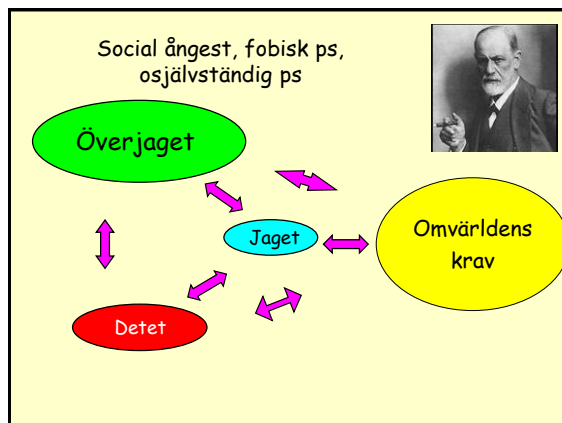 Social ångest, fobisk ps,
osjälvständig ps
Överjaget
Jaget
Omvärldens
krav
Detet